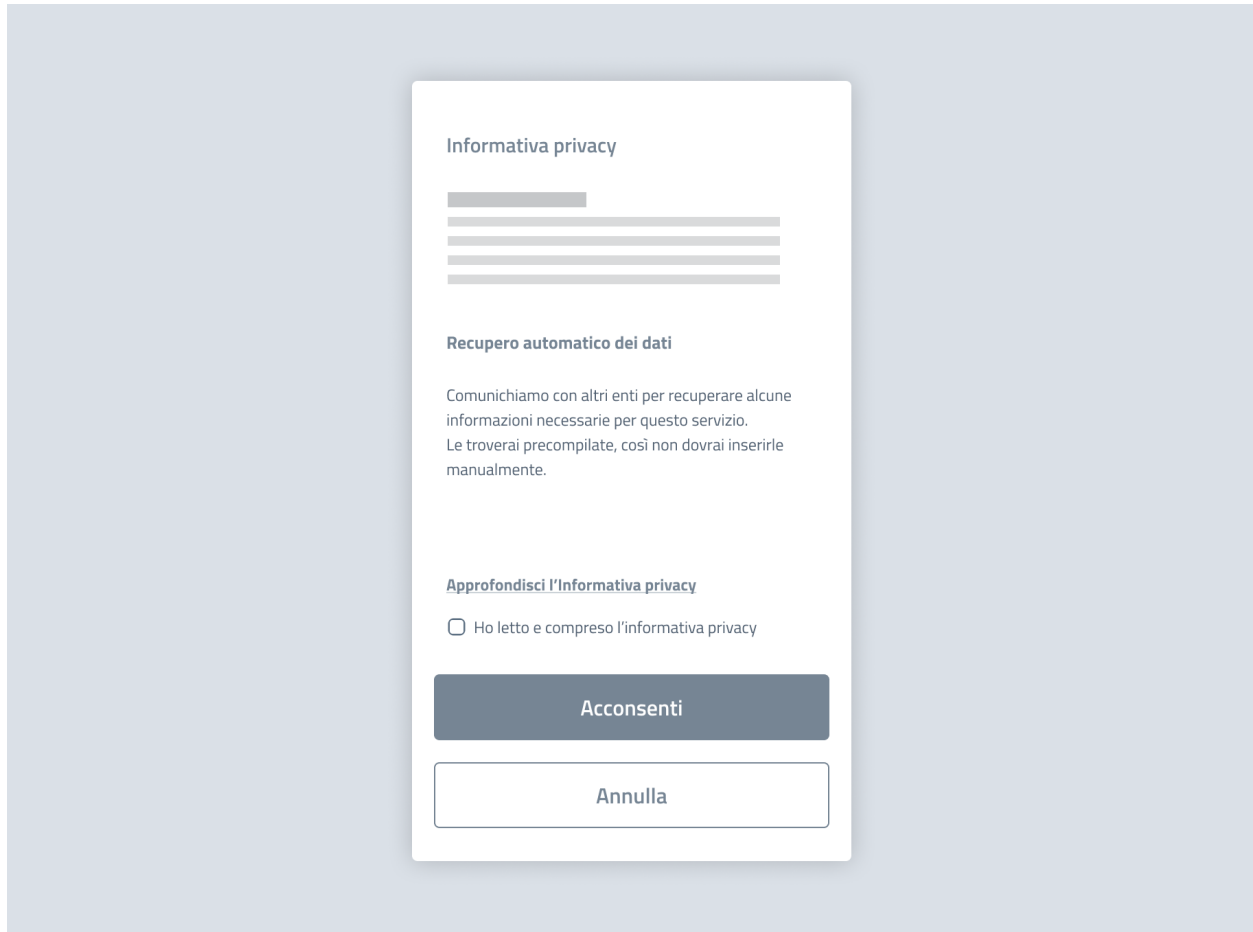 Informativa privacy
Recupero automatico dei dati
Comunichiamo con altri enti per recuperare alcune
informazioni necessarie per questo servizio.
Le troverai precompilate, così non dovrai inserirle
manualmente.
Approfondisci l’Informativa privacy
Ho letto e compreso l’informativa privacy
Acconsenti
Annulla